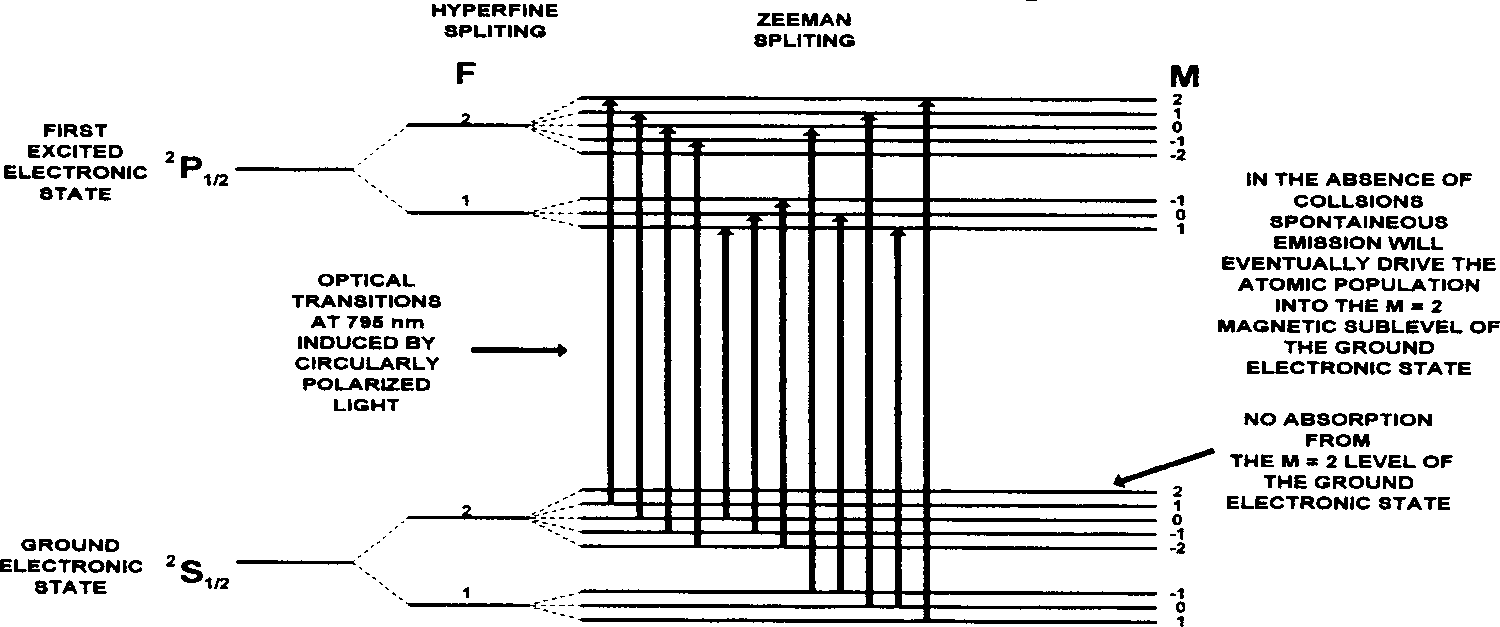 HYPERFINE
SPLITING
ZEEMAN
SPLITING
F
M
2
1
0
-1
-2
2
FIRST
EXCITED
ELECTRONIC
STATE
²P1/2
1
-1
0
1
IN THE ABSENCE OF
COLLSIONS
SPONTAINEOUS
EMISSION WILL
EVENTUALLY DRIVE THE
ATOMIC POPULATION
INTO THE M = 2
MAGNETIC SUBLEVEL OF
THE GROUND
ELECTRONIC STATE
OPTICAL
TRANSITIONS
AT 795 nm
INDUCED BY
CIRCULARLY
POLARIZED
LIGHT
NO ABSORPTION
FROM
THE M = 2 LEVEL OF
THE GROUND
ELECTRONIC STATE
2
2
1
0
-1
-2
GROUND
ELECTRONIC
STATE
²S1/2
1
-1
0
1